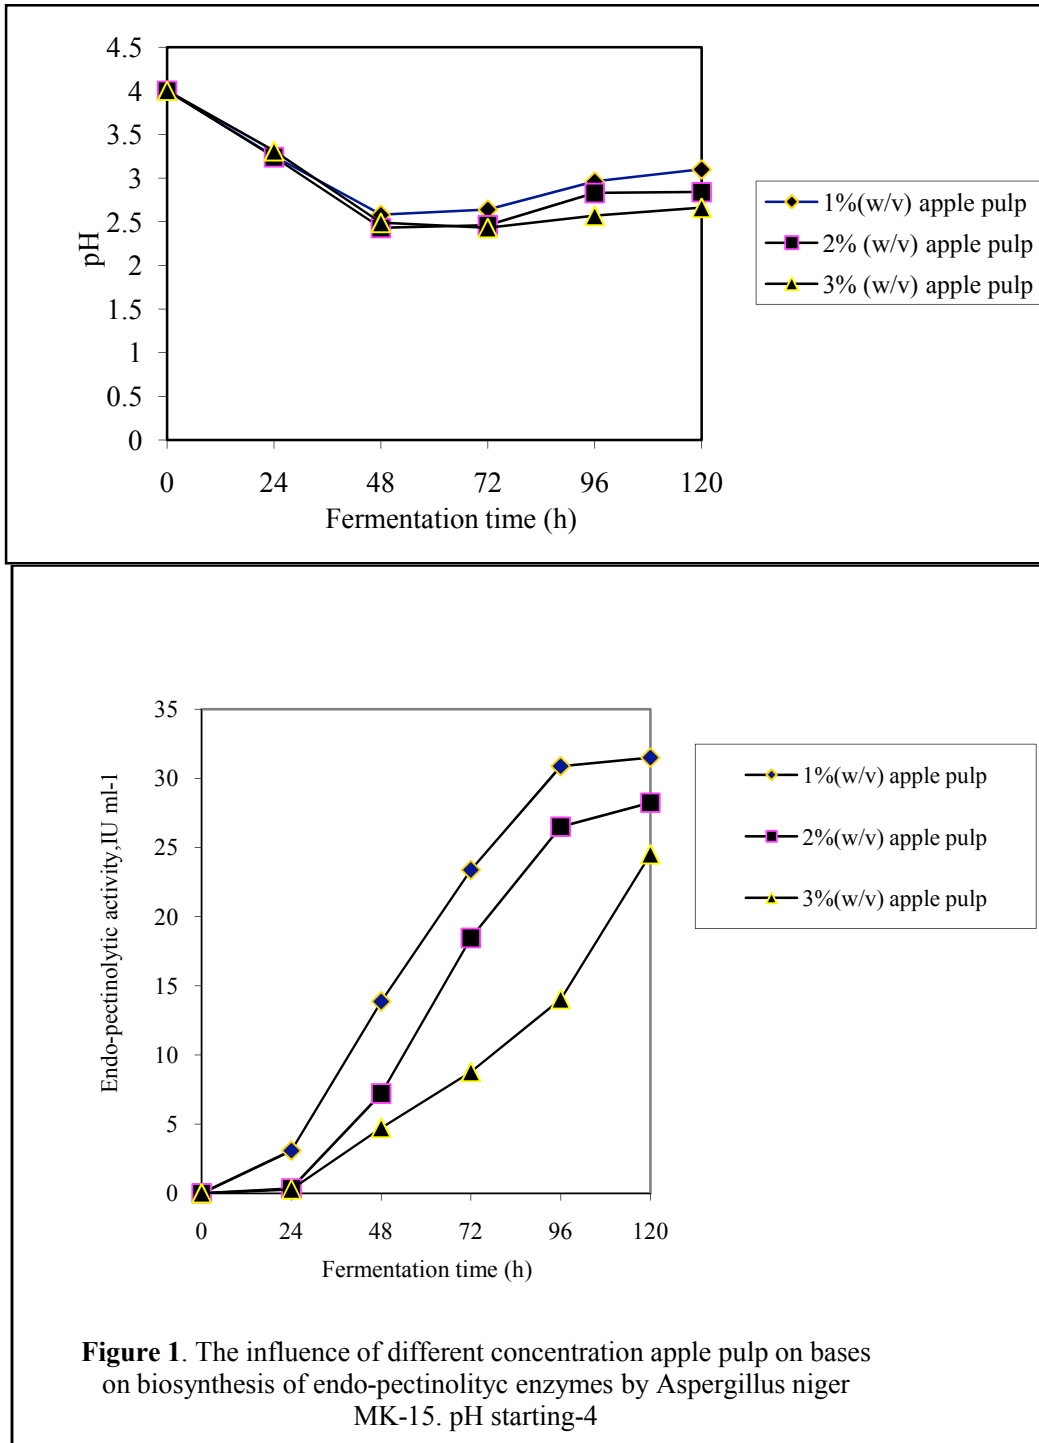 4.5
4
3.5
3
2.5
2
1.5
1
0.5
0
pH
0 24 48 72 96 120
Fermentation time (h)
1%(w/v) apple pulp
2% (w/v) apple pulp
3% (w/v) apple pulp
35
30
25
20
15
10
5
0
Endo-pectinolytic activity,IU ml-1
0 24 48 72 96 120
Fermentation time (h)
1%(w/v) apple pulp
2%(w/v) apple pulp
3%(w/v) apple pulp
Figure 1. The influence of different concentration apple pulp on bases
on biosynthesis of endo-pectinolityc enzymes by Aspergillus niger
MK-15. pH starting-4